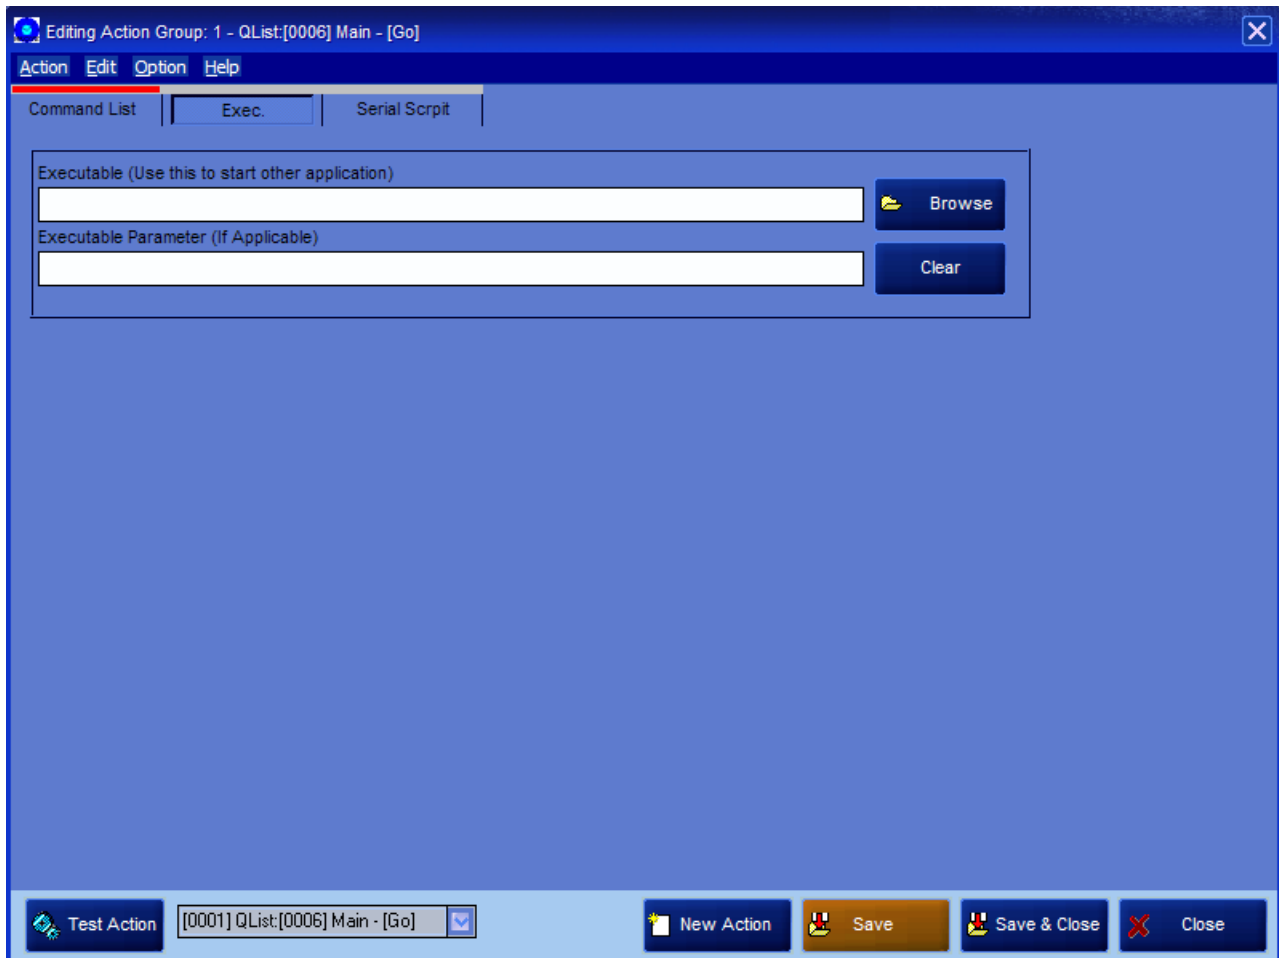 Editing Action Group: 1 - QList:[0006] Main - [Go]
Action Edit Option Help
Command List Exec. Serial Scrpit
Executable (Use this to start other application)
Browse
Executable Parameter (If Applicable)
Clear
Test Action [0001] QList:[0006] Main - [Go] New Action Save Save & Close Close